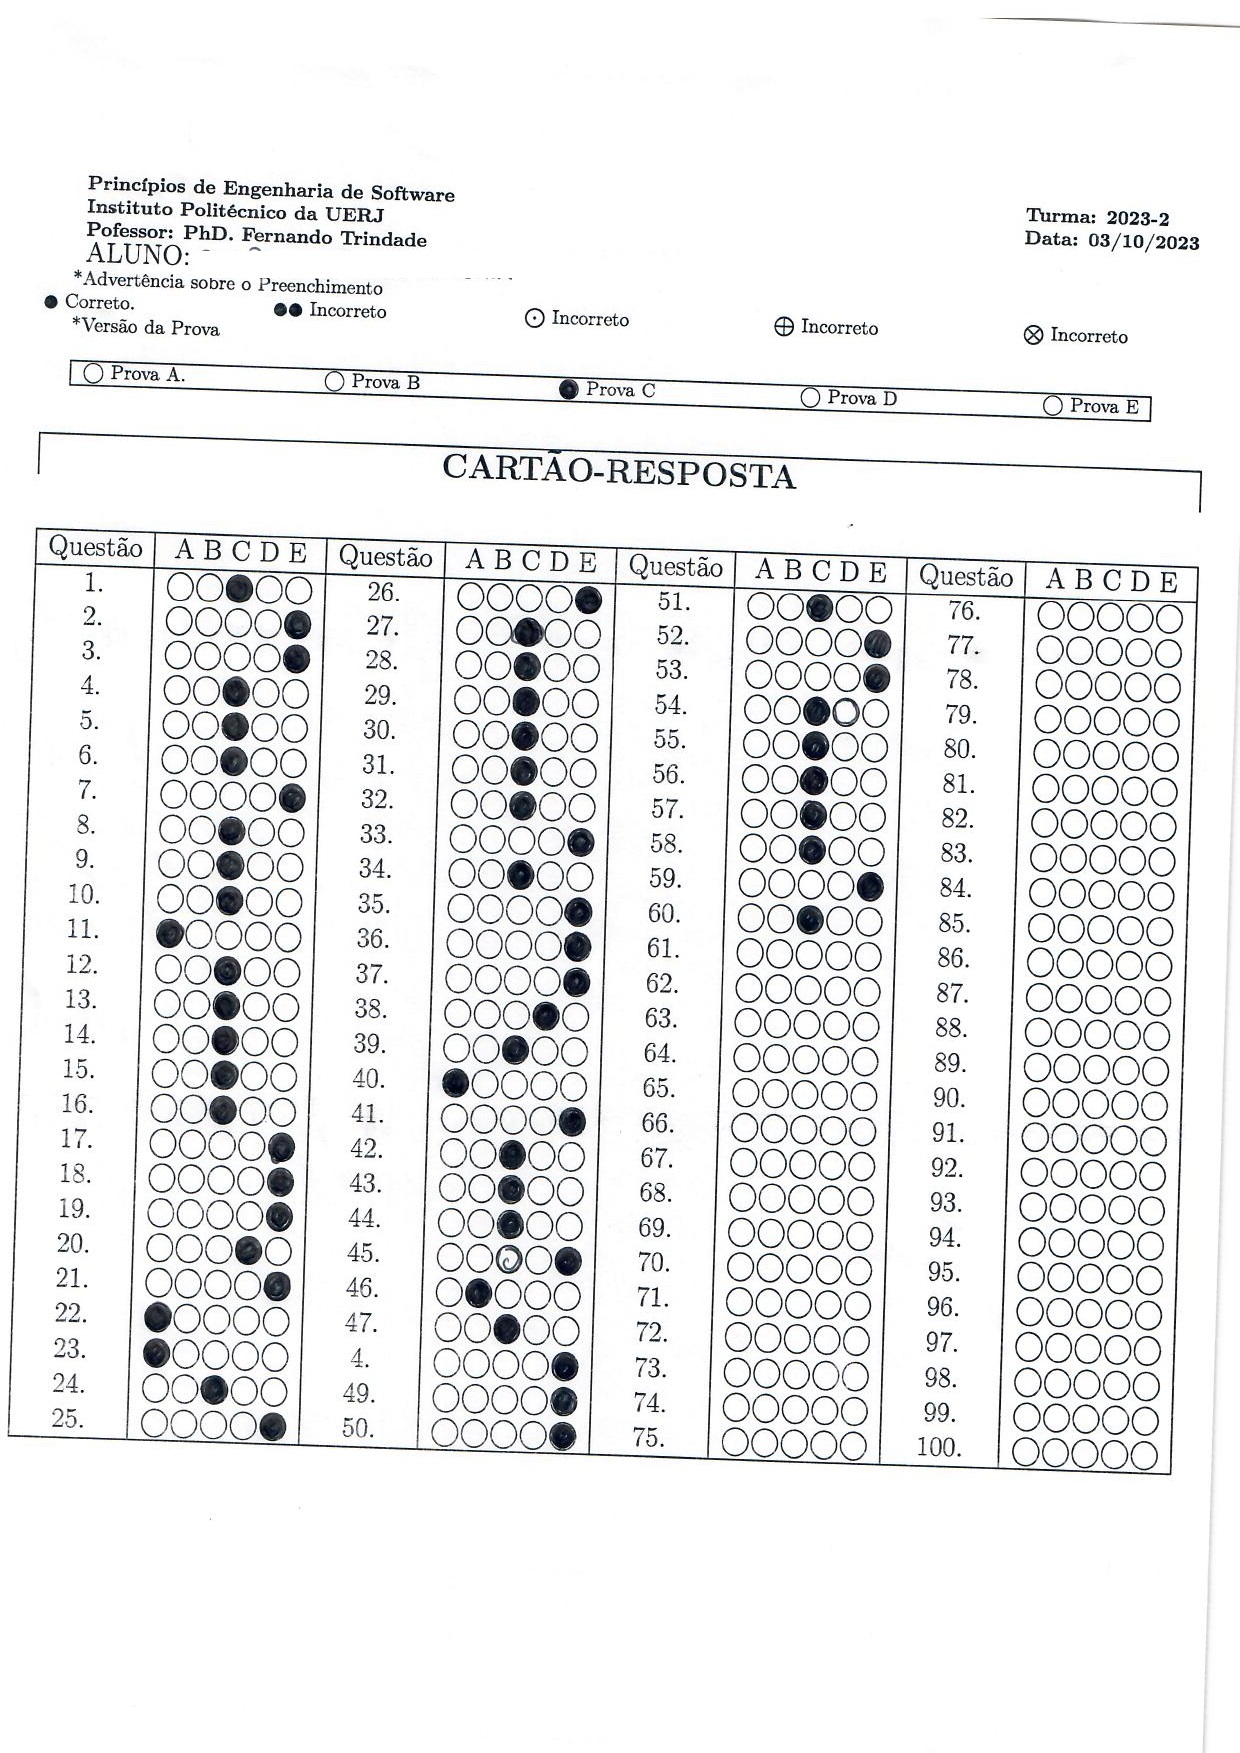 Princípios de Engenharia de Software
Instituto Politécnico da UERJ
Pofessor: PhD. Fernando Trindade
Turma: 2023-2
Data: 03/10/2023
ALUNO:
*Advertência sobre o Preenchimento
Correto. Incorreto Incorreto Incorreto Incorreto
*Versão da Prova
Prova A. Prova B Prova C Prova D Prova E
CARTÃO-RESPOSTA
Questão A B C D E Questão A B C D E Questão A B C D E Questão A B C D E
1. 26. 51. 76.
2. 27. 52. 77.
3. 28. 53. 78.
4. 29. 54. 79.
5. 30. 55. 80.
6. 31. 56. 81.
7. 32. 57. 82.
8. 33. 58. 83.
9. 34. 59. 84.
10. 35. 60. 85.
11. 36. 61. 86.
12. 37. 62. 87.
13. 38. 63. 88.
14. 39. 64. 89.
15. 40. 65. 90.
16. 41. 66. 91.
17. 42. 67. 92.
18. 43. 68. 93.
19. 44. 69. 94.
20. 45. 70. 95.
21. 46. 71. 96.
22. 47. 72. 97.
23. 4. 73. 98.
24. 49. 74. 99.
25. 50. 75. 100.